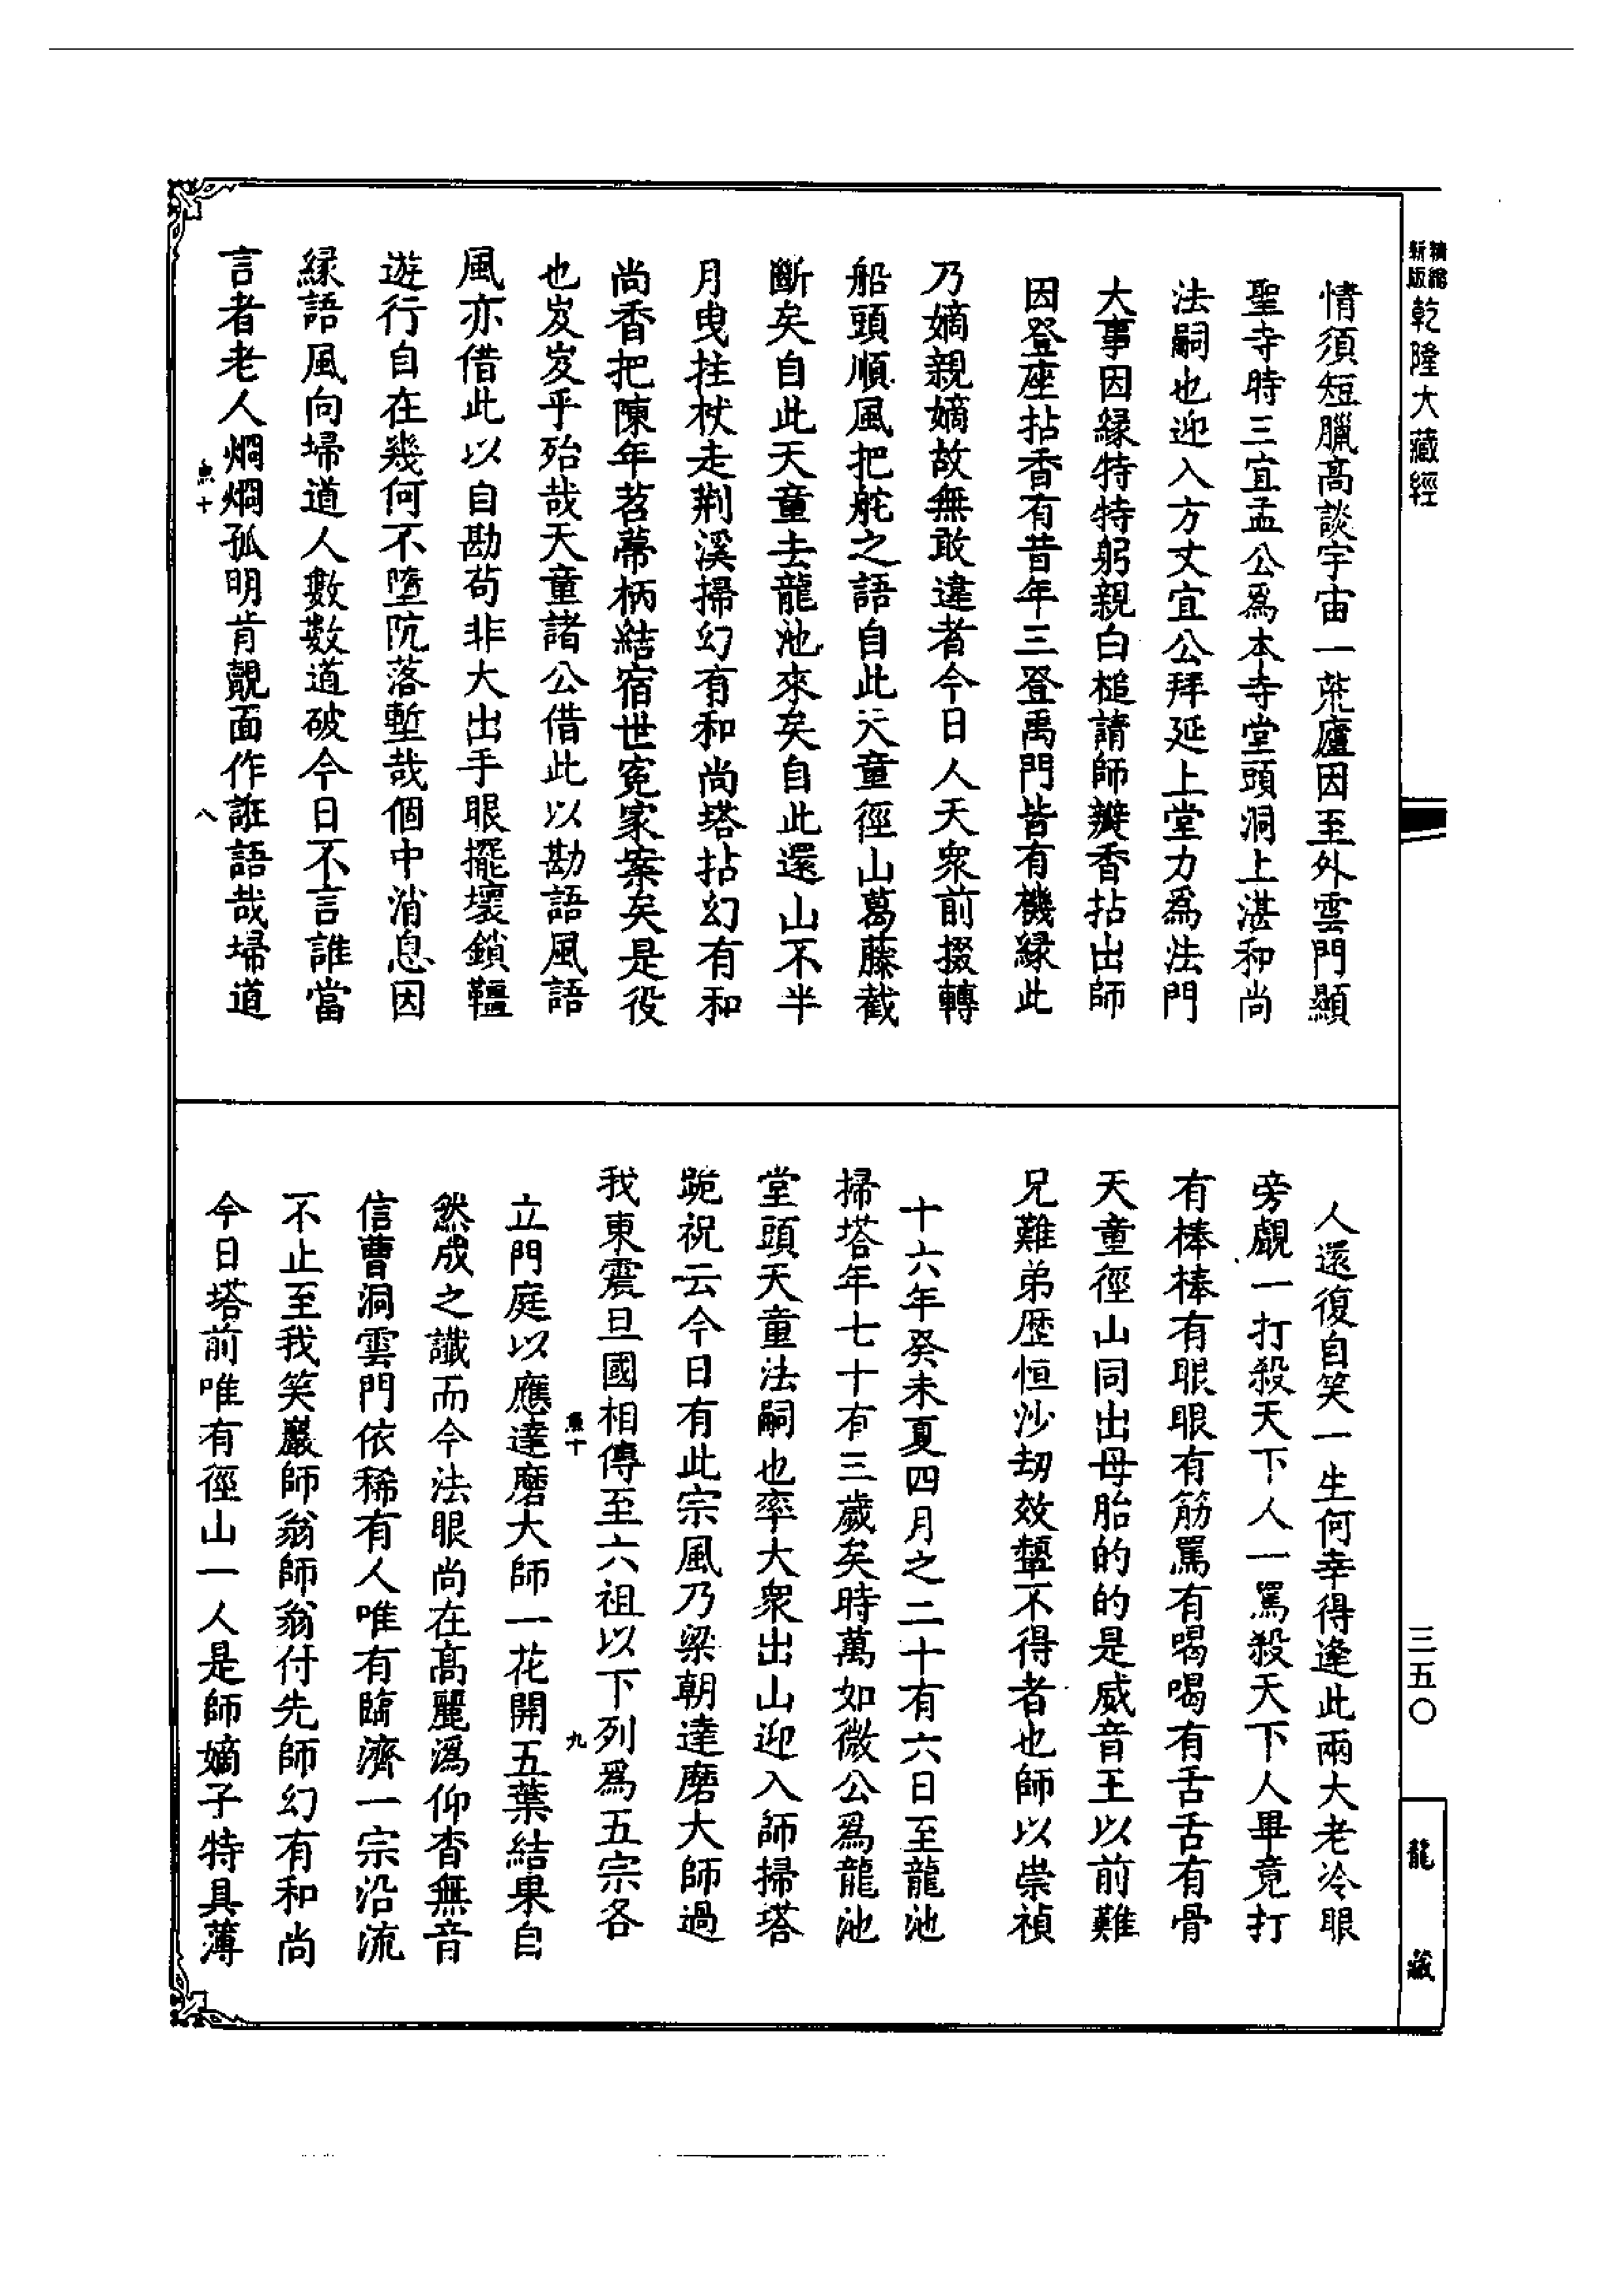 精縮新版乾隆大藏經
情須短臘高談宇宙一茺廬因至外雲門顯
聖寺時三宜盂公爲本寺堂頭洞上湛和尚
法嗣也迎入方丈宜公拜延上堂力爲法門
大事因緣特特躬親白槌請師瓣香拈出師
因登座拈香有昔年三登禹門皆有機緣此
乃嫡親嫡故無敢違者今日人天衆前掇轉
船頭順風把舵之語自此天童徑山葛藤截
斷矣自此天童去龍池來矣自此還山不半
月曳拄杖走荆溪掃幻有和尚塔拈幻有和
尚香把陳年苕帚柄結宿世寃家案矣是役
也岌岌乎殆哉天童諸公借此以勘語風語
風亦借此以自勘茍非大出手眼擺壞鎖韁
遊行自在幾何不墮阬落塹哉個中消息因
緣語風向埽道人數數道破今日不言誰當
言者老人烱烱孤明肯覿面作誑語哉埽道
魚十
八
人還復自笑一生何幸得逢此兩大老冷眼
旁覷一打殺天下人一罵殺天下人畢竟打
有棒棒有眼眼有筋罵有喝喝有舌舌有骨
天童徑山同出母胎的的是威音王以前難
兄難弟歷恒沙刼效顰不得者也師以崇禎
十六年癸未夏四月之二十有六日至龍池
掃塔年七十有三歲矣時萬如微公爲龍池
堂頭天童法嗣也率大衆出山迎入師掃塔
跪祝云今日有此宗風乃梁朝達磨大師過
我東震旦國相傳至六祖以下列爲五宗各
魚十
九
立門庭以應達磨大師一花開五葉結果自
然成之讖而今法眼尚在高麗溈仰杳無音
信曹洞雲門依稀有人唯有臨濟一宗沿流
不止至我笑巖師翁師翁付先師幻有和尚
今日塔前唯有徑山一人是師嫡子特具薄
三五〇
龍藏